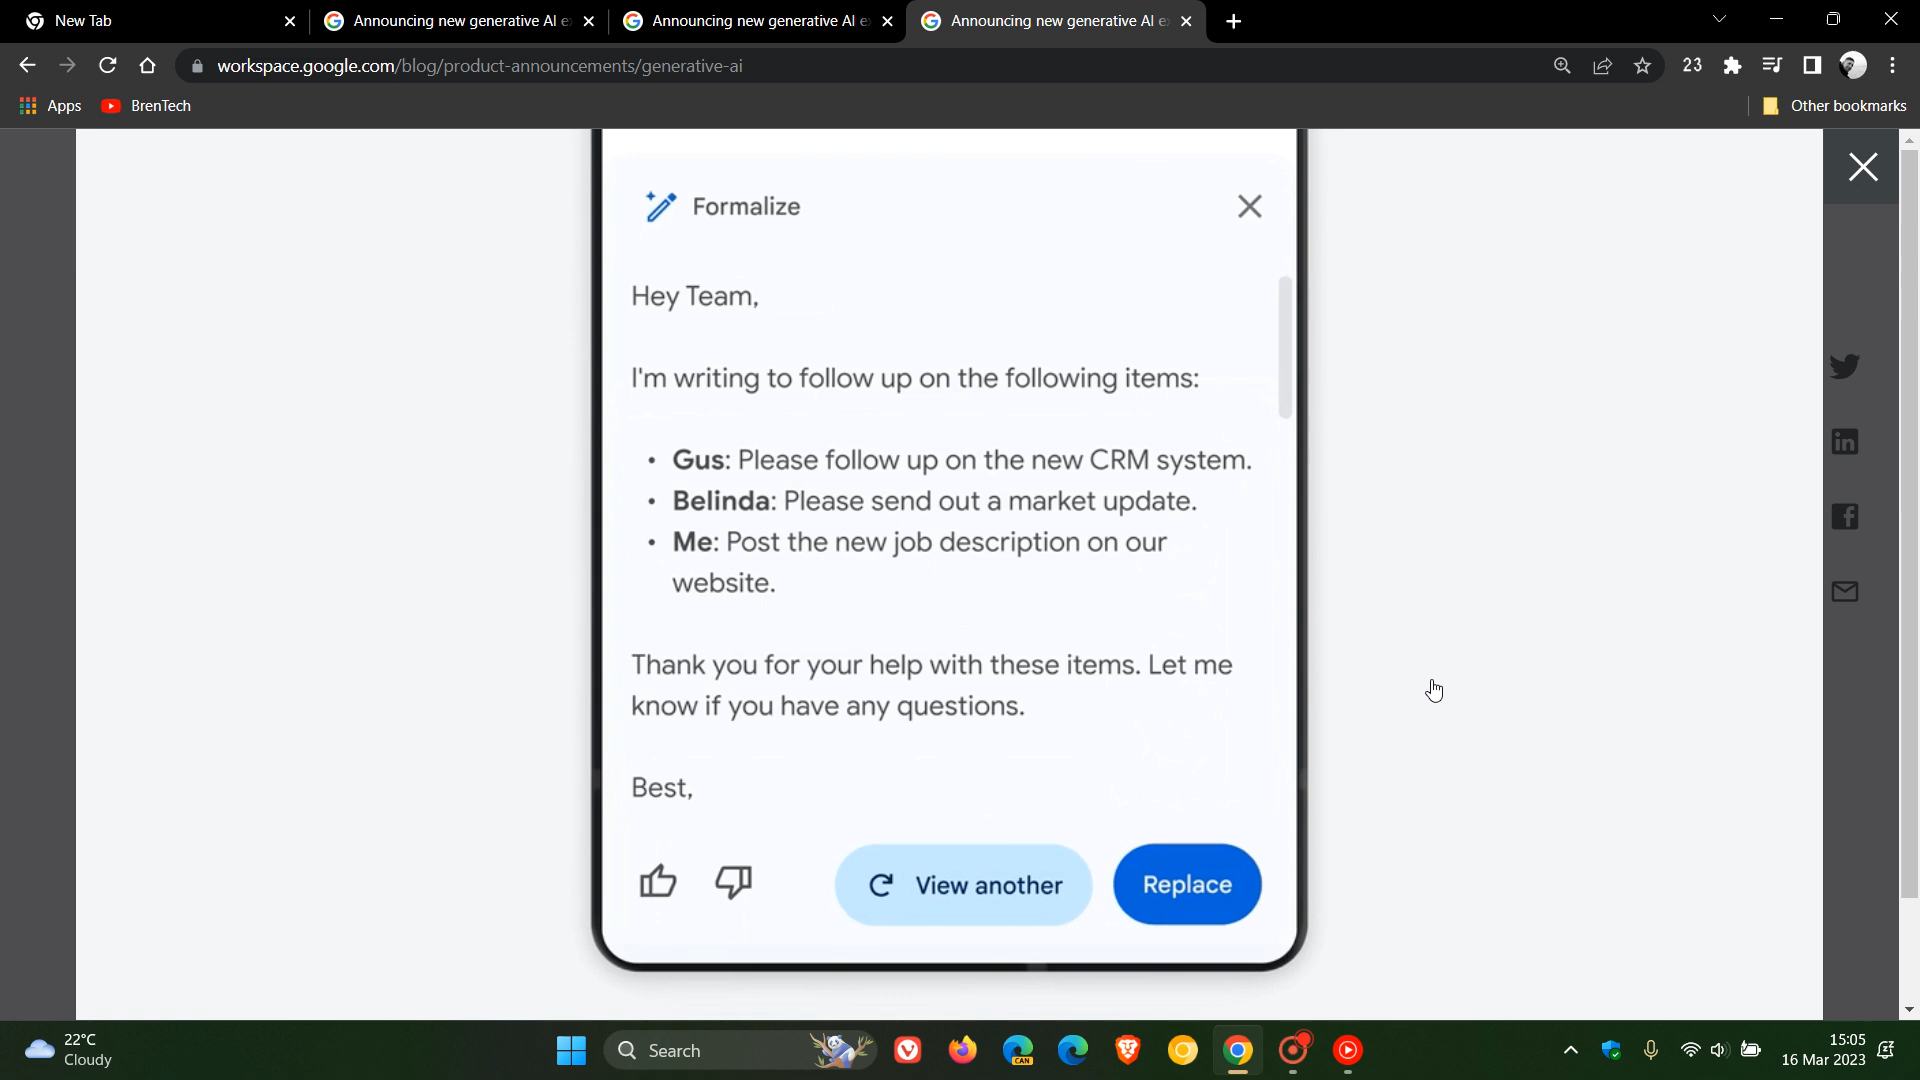 New Tab
Announcing new generative AI e
Announcing new generative AI e
Announcing new generative AI e
workspace.google.com/blog/product-announcements/generative-ai
23
Apps
BrenTech
Other bookmarks
Formalize
Hey Team,
I'm writing to follow up on the following items:
• Gus: Please follow up on the new CRM system.
• Belinda: Please send out a market update.
• Me: Post the new job description on our
website.
Thank you for your help with these items. Let me
know if you have any questions.
Best,
View another
Replace
22°C
Cloudy
Search
CAN
15:05
16 Mar 2023